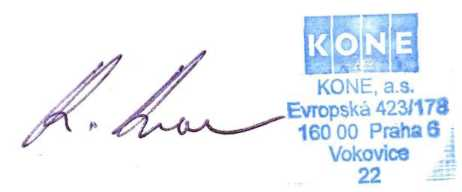 KONE
KONE, a.s.
Evropská 423/178
160 00 Praha 6
Vokovice
22